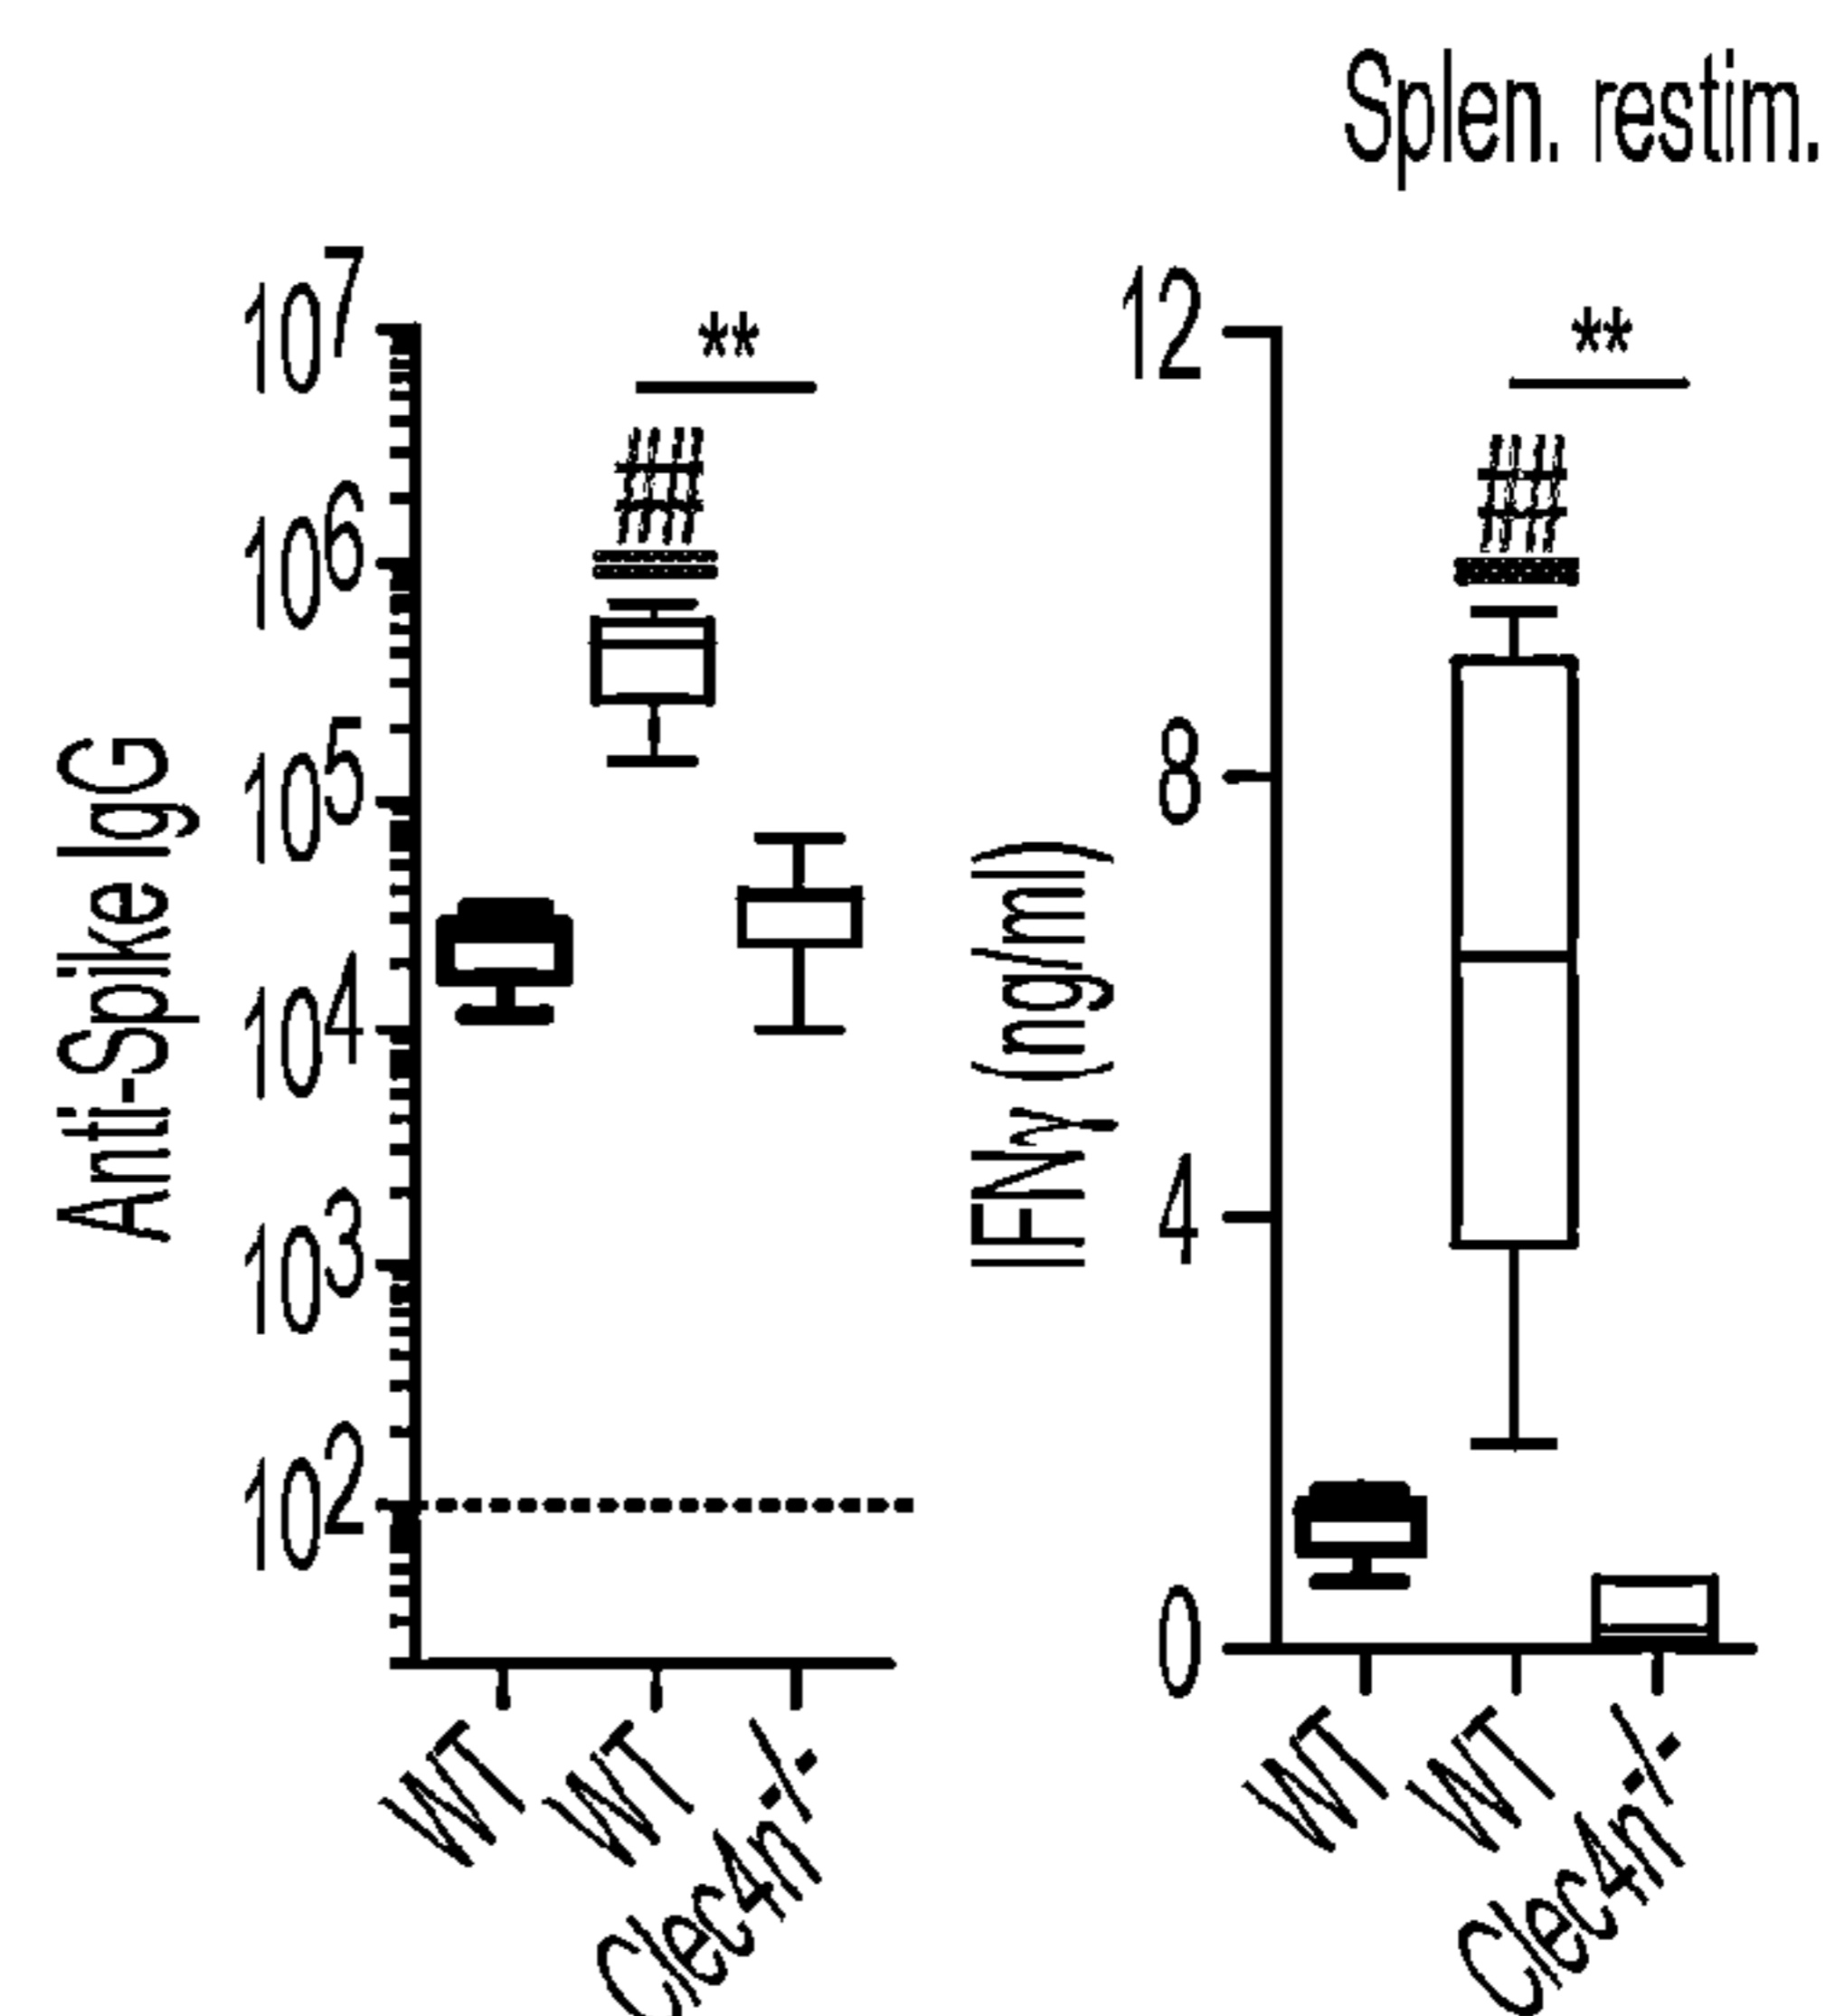 Splen. restim.
Anti-Spike IgG
10^7
10^6
10^5
10^4
10^3
10^2
**
##
WT
WT
Clec4n-/-
IFNγ (ng/ml)
12
8
4
0
**
##
WT
WT
Clec4n-/-